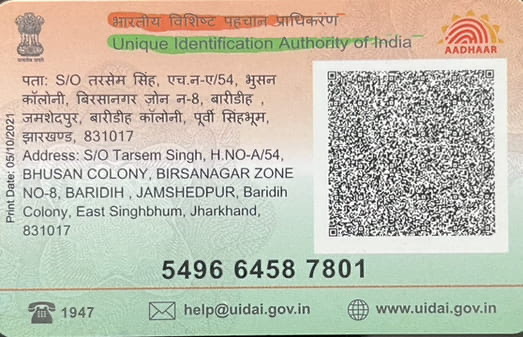 भारतीय विशिष्ट पहचान प्राधिकरण
Unique Identification Authority of India
AADHAAR
पता: S/O तरसेम सिंह, एच.न-ए/54, भुसन
कॉलोनी, बिरसानगर ज़ोन न-8, बारीडीह ,
जमशेदपुर, बारीडीह कॉलोनी, पूर्वी सिंहभूम,
झारखण्ड, 831017
Address: S/O Tarsem Singh, H.NO-A/54,
BHUSAN COLONY, BIRSANAGAR ZONE
NO-8, BARIDIH , JAMSHEDPUR, Baridih
Colony, East Singhbhum, Jharkhand,
831017
Print Date: 05/10/2021
5496 6458 7801
1947
help@uidai.gov.in
www.uidai.gov.in